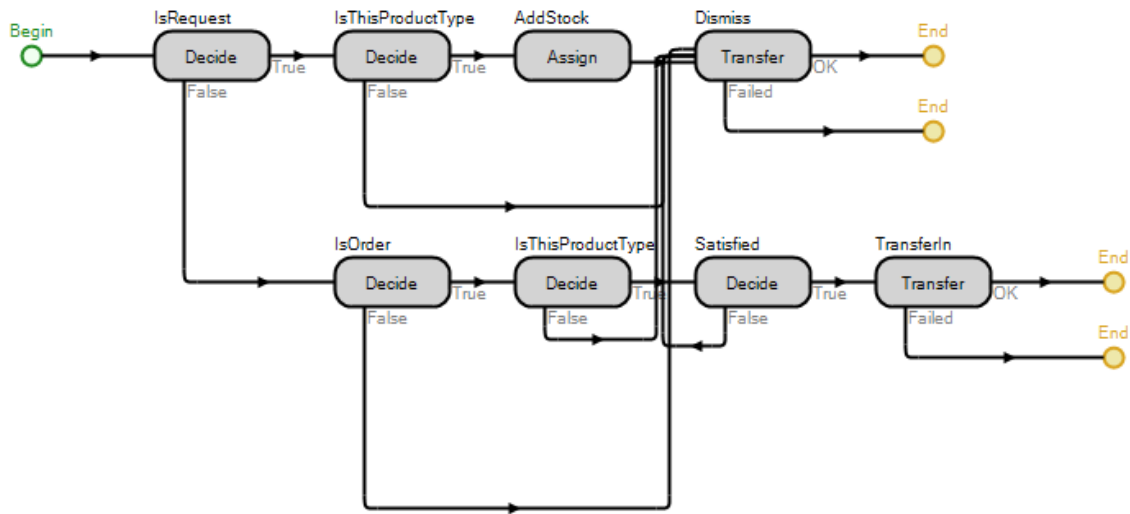 IsRequest IsThisProductType AddStock Dismiss
Begin End
Decide Decide Assign Transfer
True True OK
False False Failed
End
IsOrder IsThisProductType Satisfied TransferIn
End
Decide Decide Decide Transfer
True True True OK
False False False Failed
End